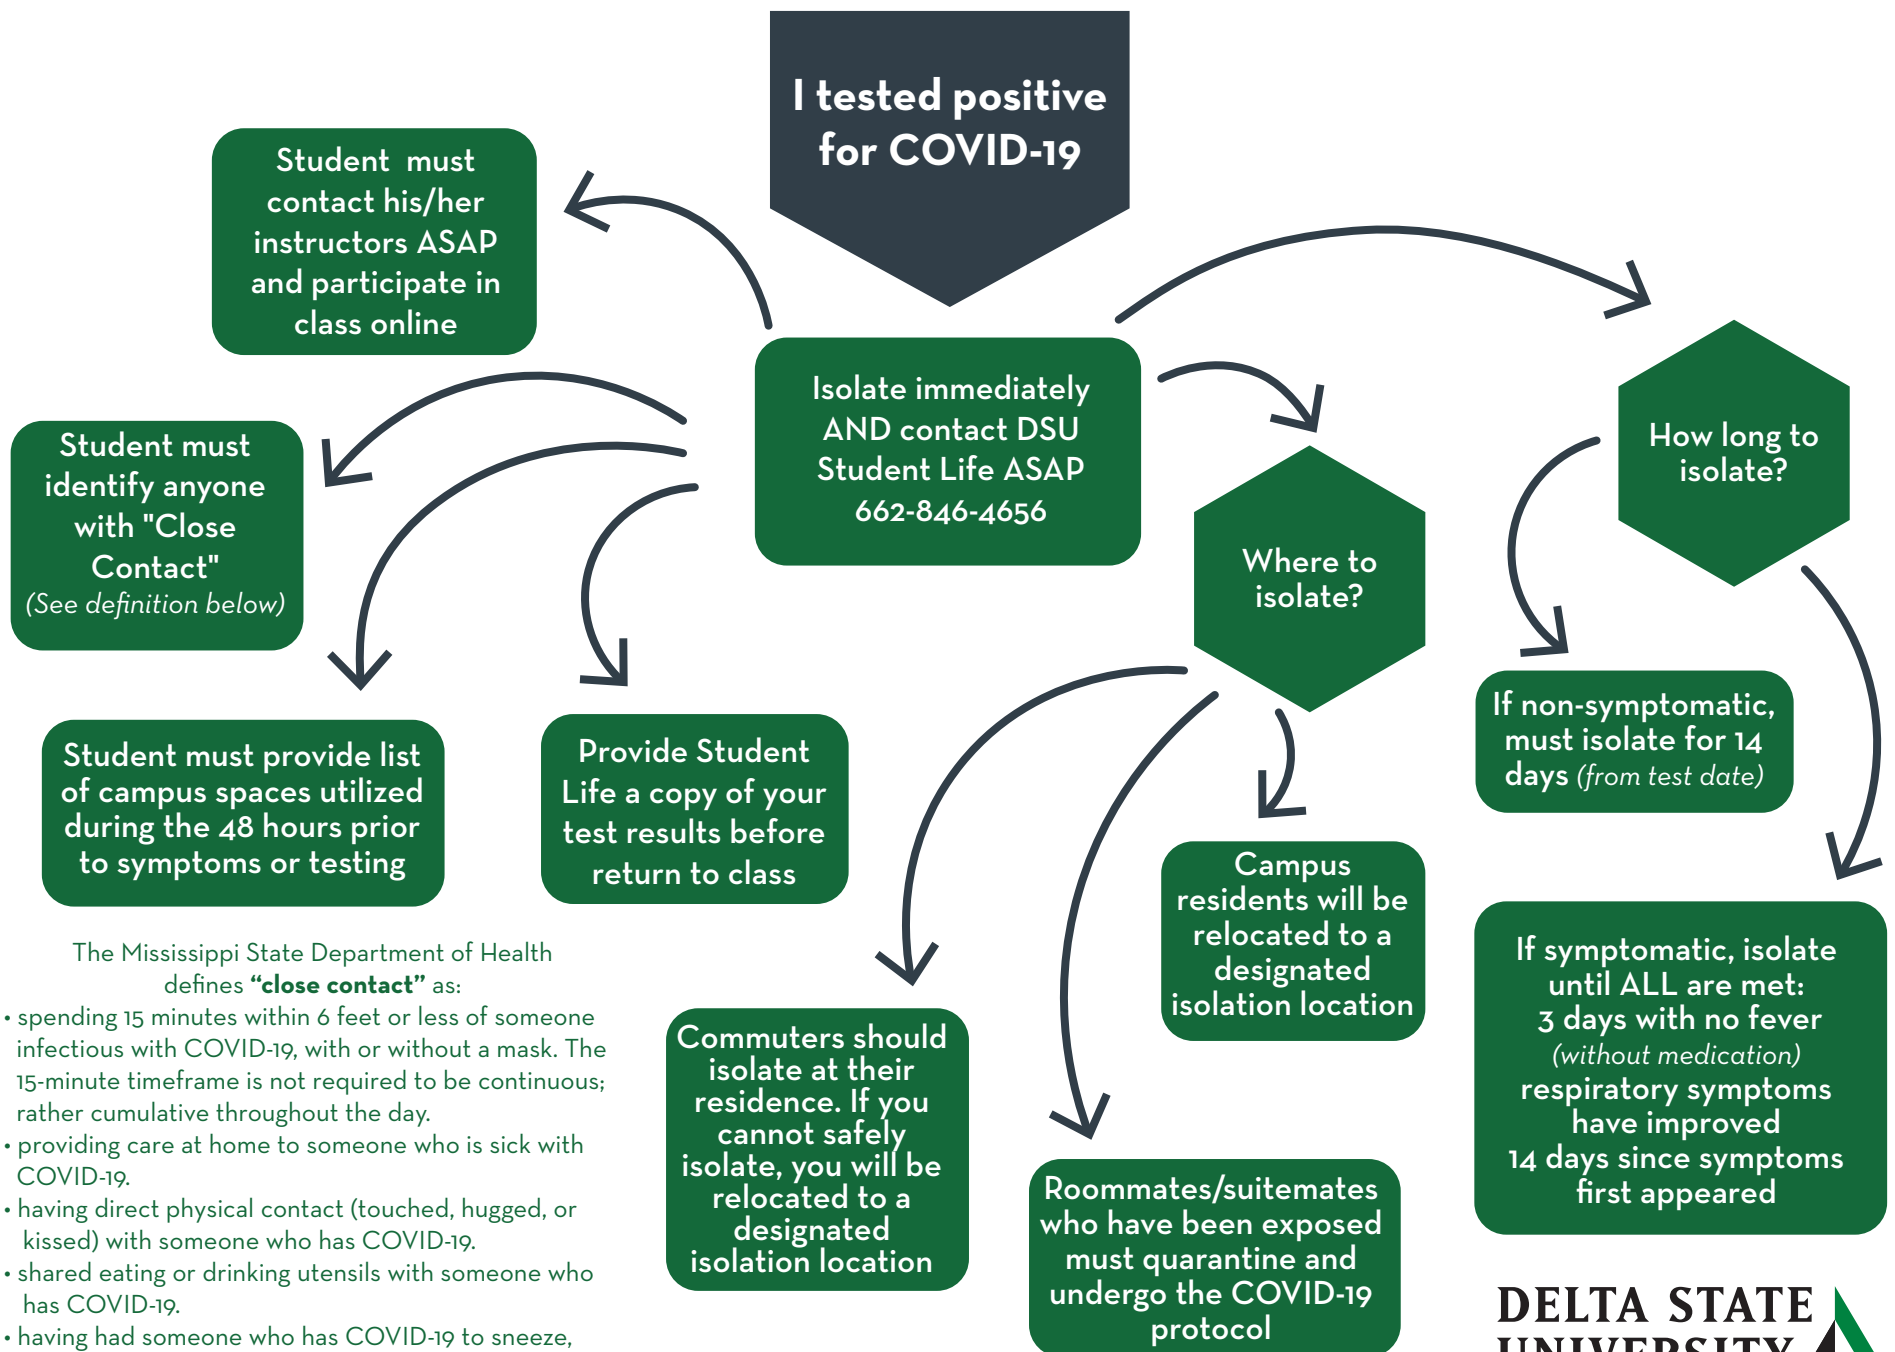 I tested positive
for COVID-19
Student must
contact his/her
instructors ASAP
and participate in
class online
Isolate immediately
AND contact DSU
Student Life ASAP
662-846-4656
Student must
identify anyone
with "Close
Contact"
(See definition below)
Student must provide list
of campus spaces utilized
during the 48 hours prior
to symptoms or testing
Provide Student
Life a copy of your
test results before
return to class
Where to
isolate?
How long to
isolate?
If non-symptomatic,
must isolate for 14
days (from test date)
Campus
residents will be
relocated to a
designated
isolation location
If symptomatic, isolate
until ALL are met:
3 days with no fever
(without medication)
respiratory symptoms
have improved
14 days since symptoms
first appeared
Commuters should
isolate at their
residence. If you
cannot safely
isolate, you will be
relocated to a
designated
isolation location
Roommates/suitemates
who have been exposed
must quarantine and
undergo the COVID-19
protocol
The Mississippi State Department of Health
defines “close contact” as:
• spending 15 minutes within 6 feet or less of someone
infectious with COVID-19, with or without a mask. The
15-minute timeframe is not required to be continuous;
rather cumulative throughout the day.
• providing care at home to someone who is sick with
COVID-19.
• having direct physical contact (touched, hugged, or
kissed) with someone who has COVID-19.
• shared eating or drinking utensils with someone who
has COVID-19.
• having had someone who has COVID-19 to sneeze,
DELTA STATE
UNIVERSITY